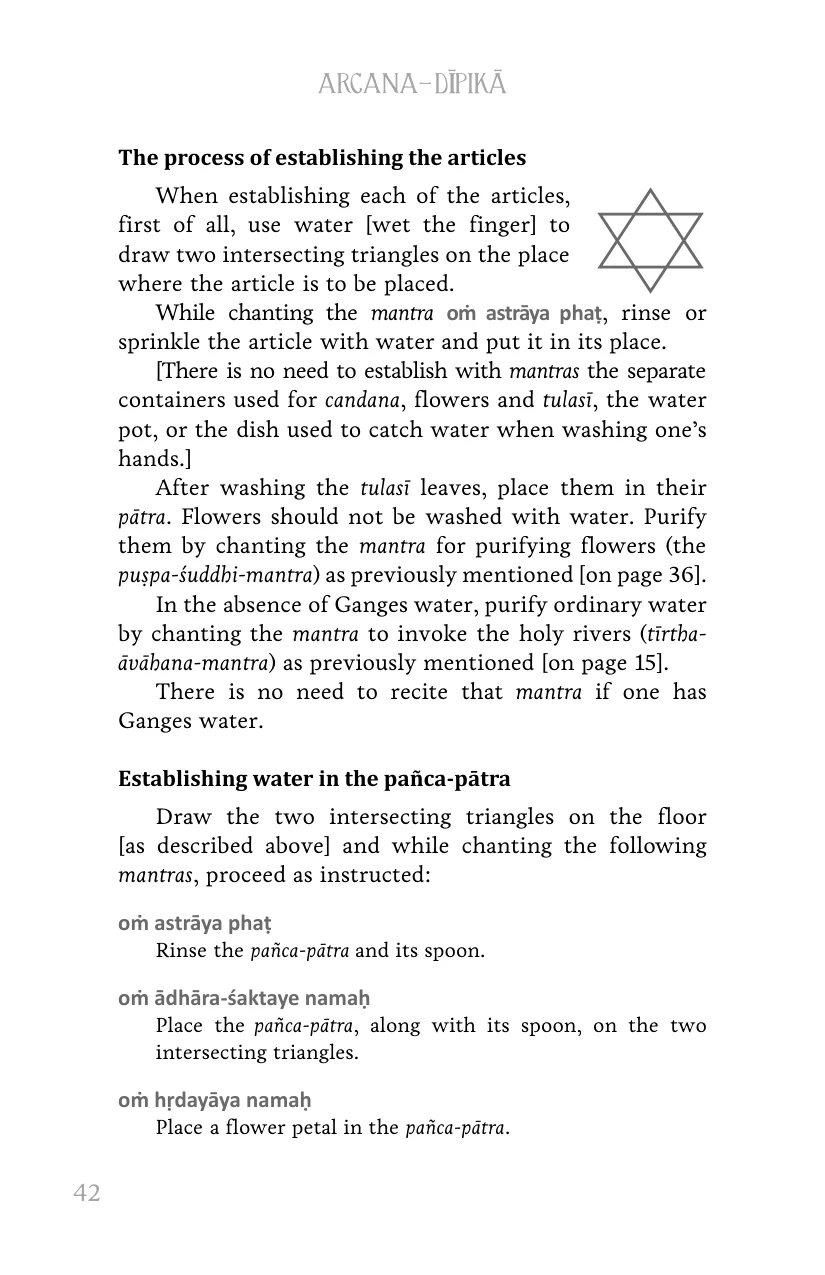 ARCANA–DĪPIKĀ
The process of establishing the articles
When establishing each of the articles,
first of all, use water [wet the finger] to
draw two intersecting triangles on the place
where the article is to be placed.
While chanting the mantra oṁ astrāya phaṭ, rinse or
sprinkle the article with water and put it in its place.
[There is no need to establish with mantras the separate
containers used for candana, flowers and tulasī, the water
pot, or the dish used to catch water when washing one’s
hands.]
After washing the tulasī leaves, place them in their
pātra. Flowers should not be washed with water. Purify
them by chanting the mantra for purifying flowers (the
puṣpa-śuddhi-mantra) as previously mentioned [on page 36].
In the absence of Ganges water, purify ordinary water
by chanting the mantra to invoke the holy rivers (tīrtha-
āvāhana-mantra) as previously mentioned [on page 15].
There is no need to recite that mantra if one has
Ganges water.
Establishing water in the pañca-pātra
Draw the two intersecting triangles on the floor
[as described above] and while chanting the following
mantras, proceed as instructed:
oṁ astrāya phaṭ
Rinse the pañca-pātra and its spoon.
oṁ ādhāra-śaktaye namaḥ
Place the pañca-pātra, along with its spoon, on the two
intersecting triangles.
oṁ hṛdayāya namaḥ
Place a flower petal in the pañca-pātra.
42